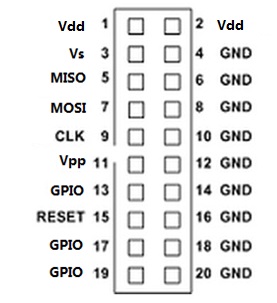 Vdd 1 2 Vdd
Vs 3 4 GND
MISO 5 6 GND
MOSI 7 8 GND
CLK 9 10 GND
Vpp 11 12 GND
GPIO 13 14 GND
RESET 15 16 GND
GPIO 17 18 GND
GPIO 19 20 GND